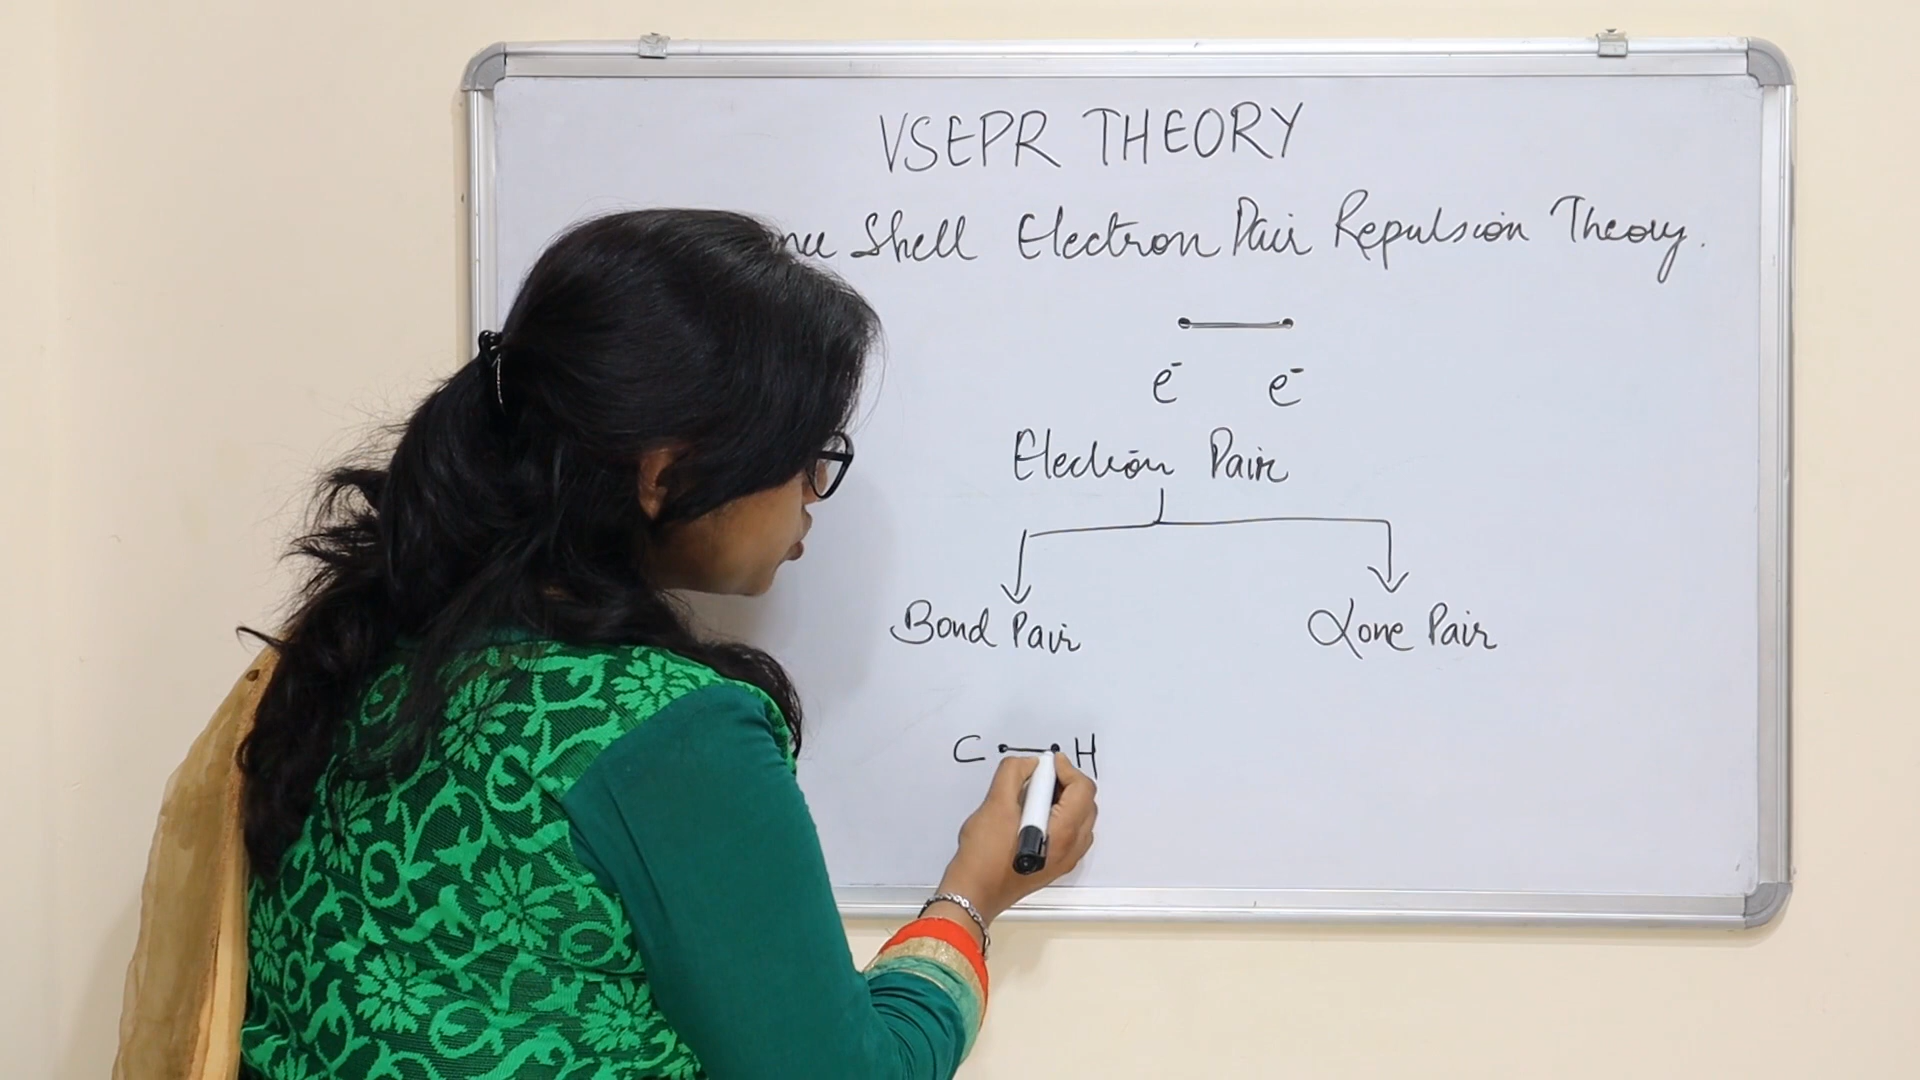 VSEPR THEORY
Shell Electron Pair Repulsion Theory.
e⁻ e⁻
Electron Pair
Bond Pair Lone Pair
C H